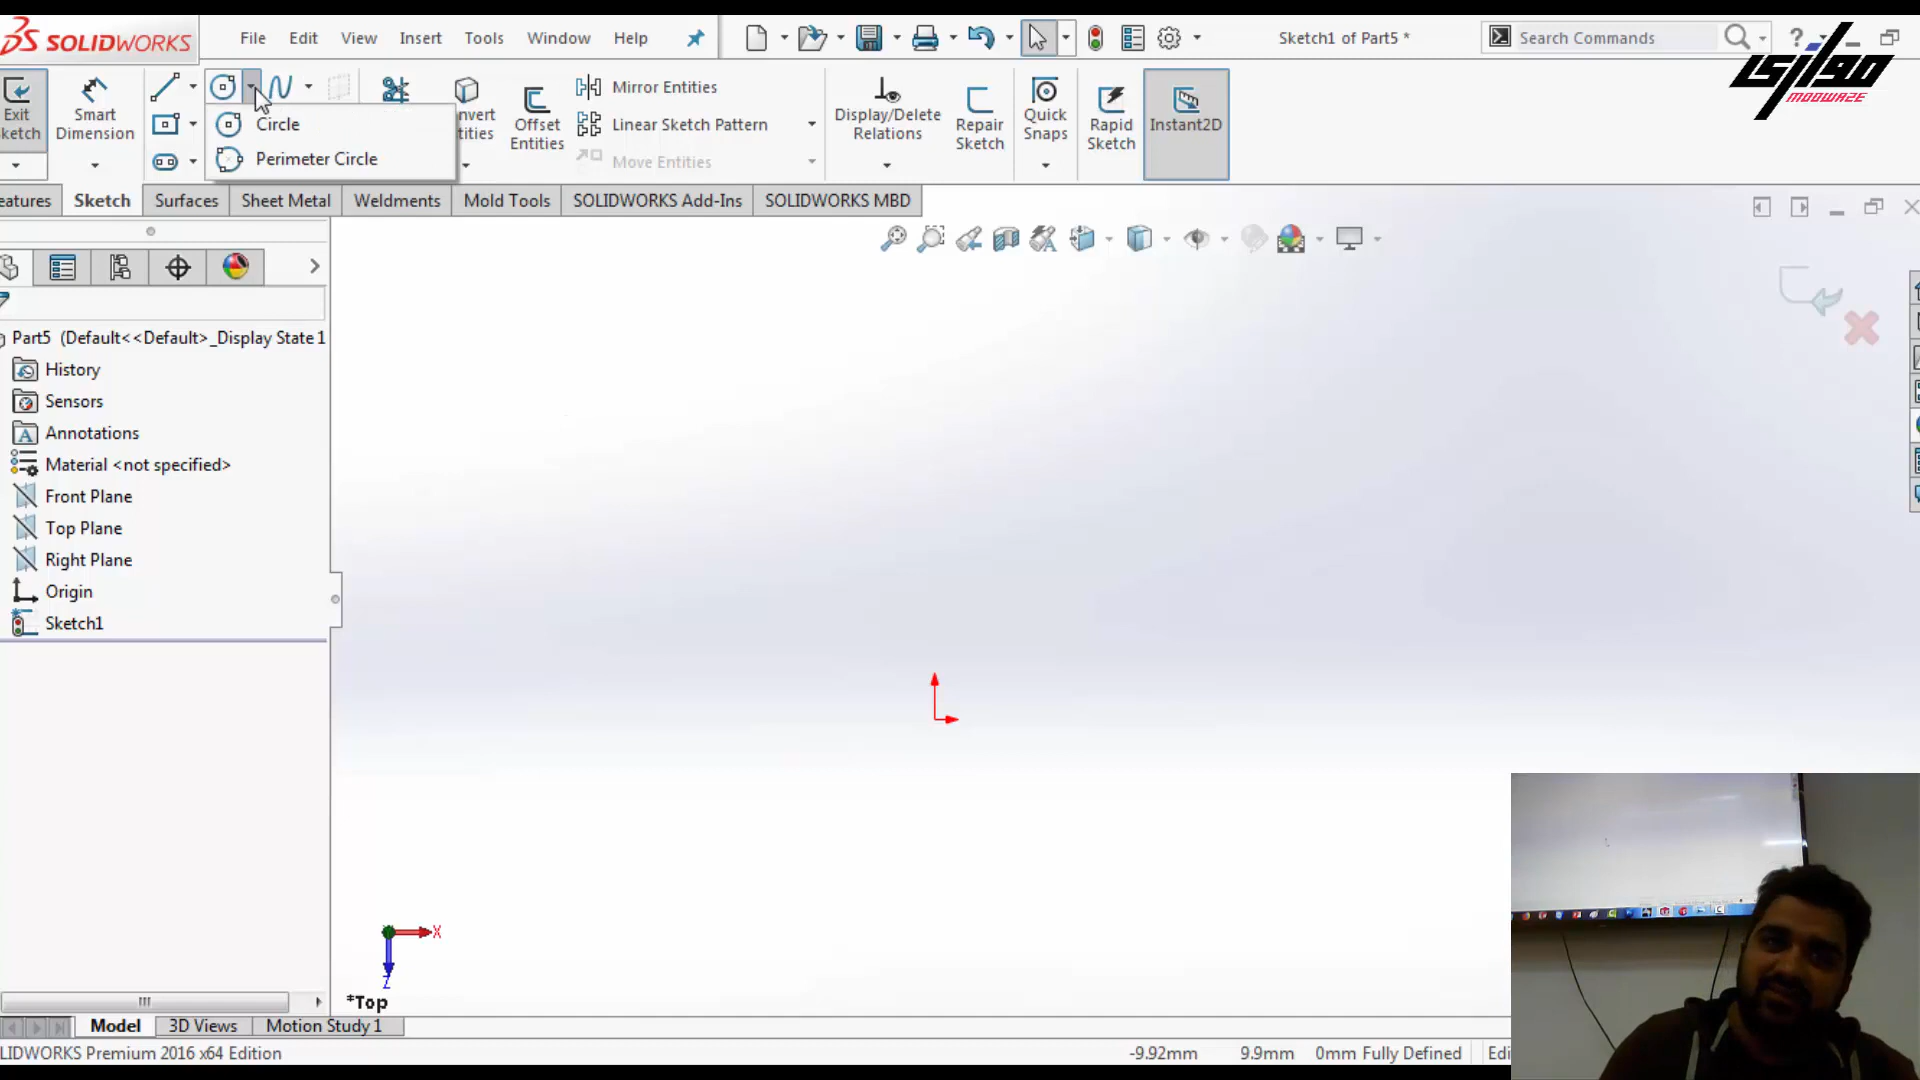 SOLIDWORKS
File Edit View Insert Tools Window Help
Sketch1 of Part5 *
Search Commands
?
MODWAZE
Exit
ketch
Smart
Dimension
Circle
Perimeter Circle
nvert
tities
Offset
Entities
Mirror Entities
Linear Sketch Pattern
Move Entities
Display/Delete
Relations
Repair
Sketch
Quick
Snaps
Rapid
Sketch
Instant2D
eatures Sketch Surfaces Sheet Metal Weldments Mold Tools SOLIDWORKS Add-Ins SOLIDWORKS MBD
Part5 (Default<<Default>_Display State 1
History
Sensors
Annotations
Material <not specified>
Front Plane
Top Plane
Right Plane
Origin
Sketch1
X
Z
*Top
Model 3D Views Motion Study 1
LIDWORKS Premium 2016 x64 Edition
-9.92mm 9.9mm 0mm Fully Defined Edi